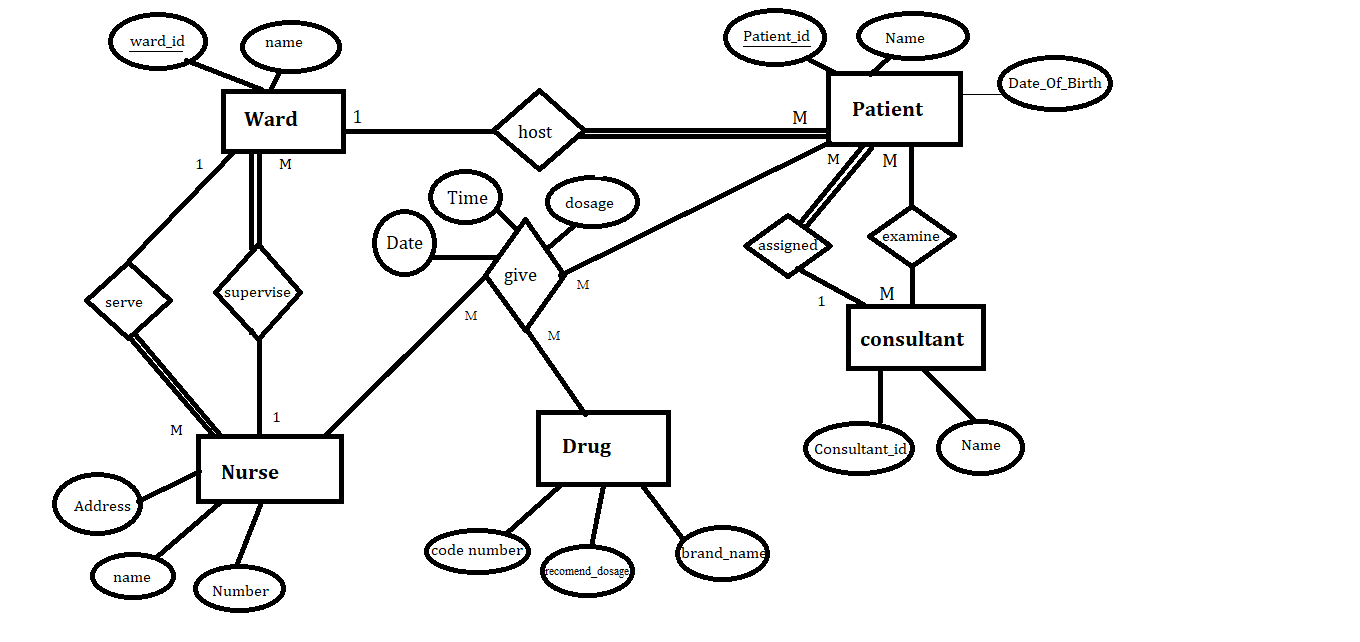 ward_id
name
Patient_id
Name
Date_Of_Birth
Ward
1
host
M
Patient
1
M
M
M
Time
dosage
Date
give
M
assigned
examine
serve
supervise
M
M
1
M
consultant
M
1
Nurse
Drug
Consultant_id
Name
Address
name
Number
code number
recomend_dosage
brand_name